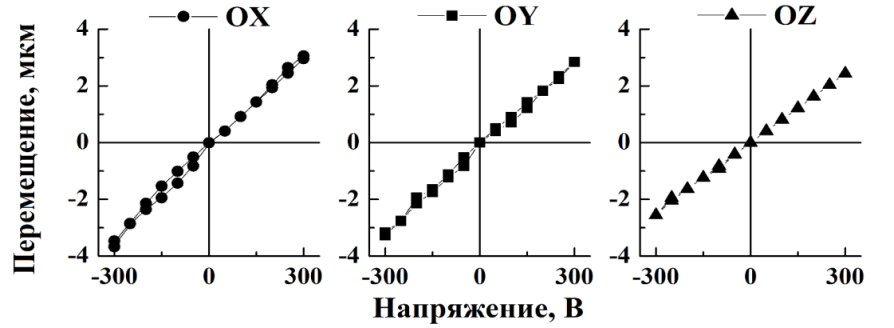 OX OY OZ
Перемещение, мкм
4 4 4
2 2 2
0 0 0
-2 -2 -2
-4 -4 -4
-300 0 300 -300 0 300 -300 0 300
Напряжение, В